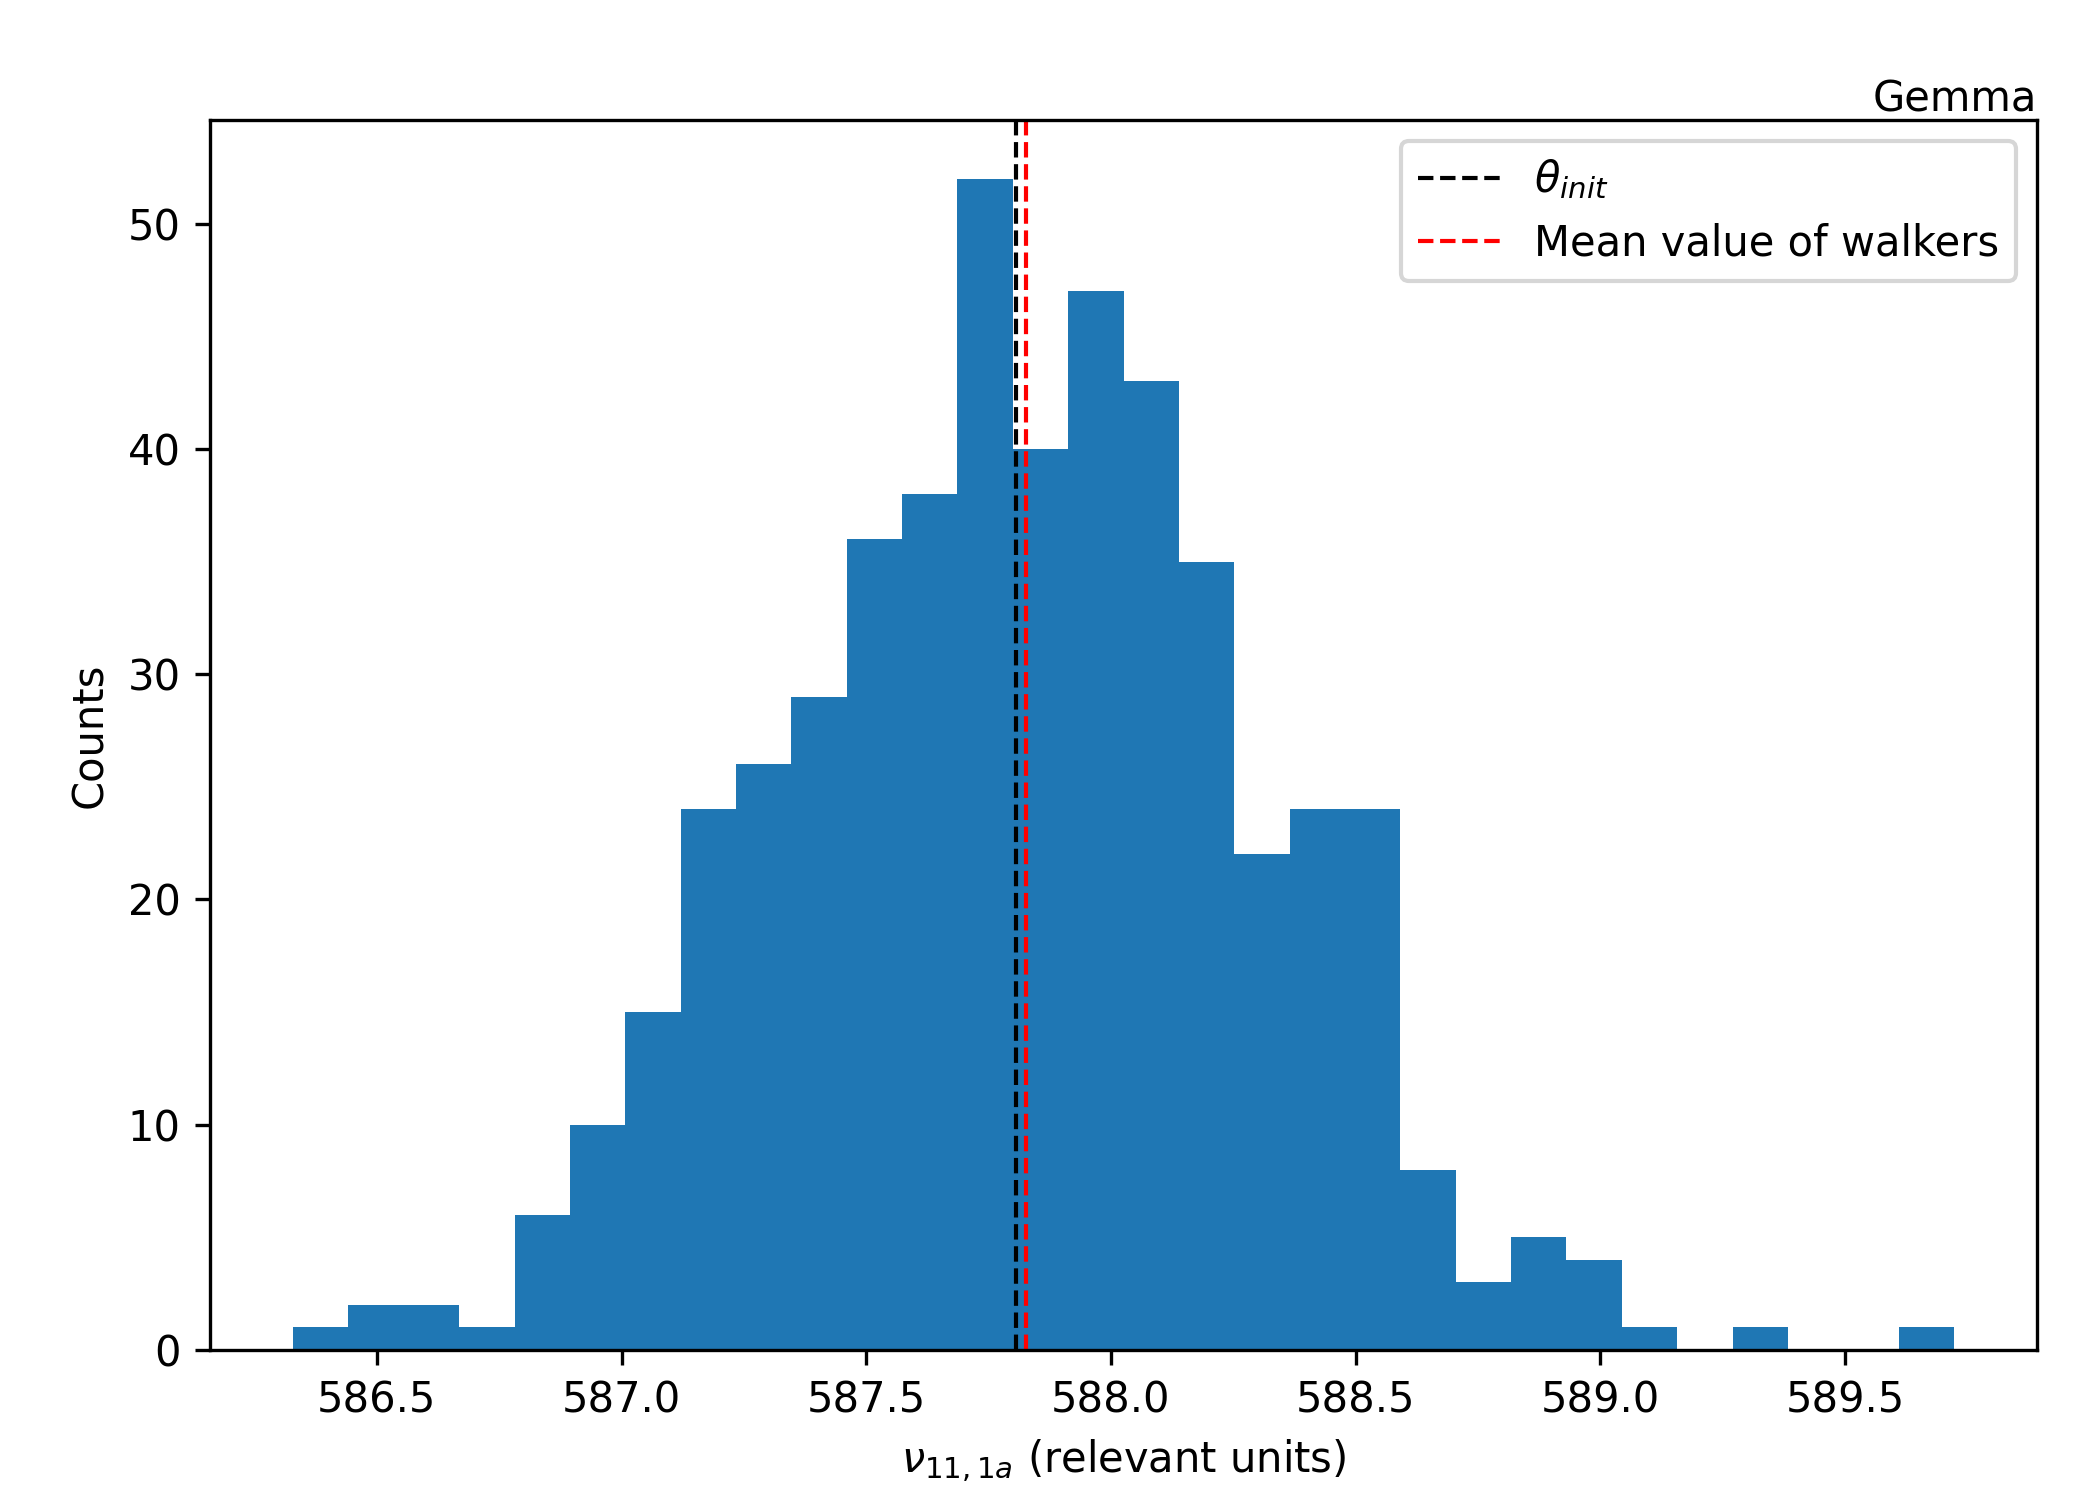 Gemma
θinit
Mean value of walkers
50
40
30
20
10
0
Counts
586.5 587.0 587.5 588.0 588.5 589.0 589.5
ν11, 1a (relevant units)